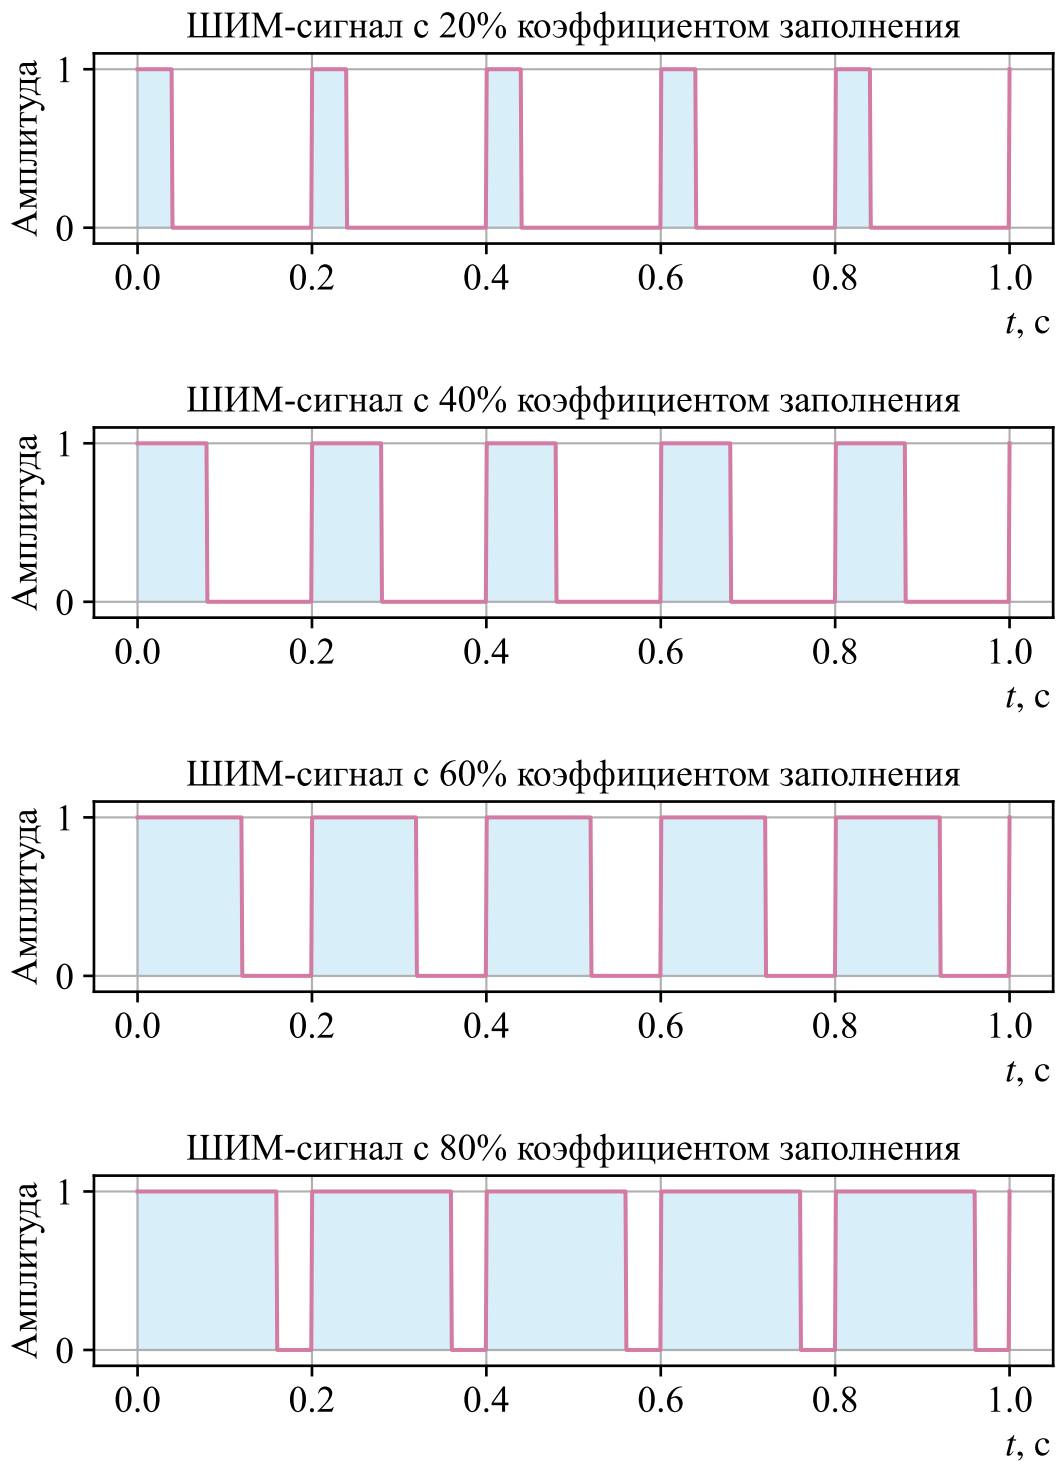 ШИМ-сигнал с 20% коэффициентом заполнения
Амплитуда
1
0
0.0 0.2 0.4 0.6 0.8 1.0
t, с
ШИМ-сигнал с 40% коэффициентом заполнения
Амплитуда
1
0
0.0 0.2 0.4 0.6 0.8 1.0
t, с
ШИМ-сигнал с 60% коэффициентом заполнения
Амплитуда
1
0
0.0 0.2 0.4 0.6 0.8 1.0
t, с
ШИМ-сигнал с 80% коэффициентом заполнения
Амплитуда
1
0
0.0 0.2 0.4 0.6 0.8 1.0
t, с